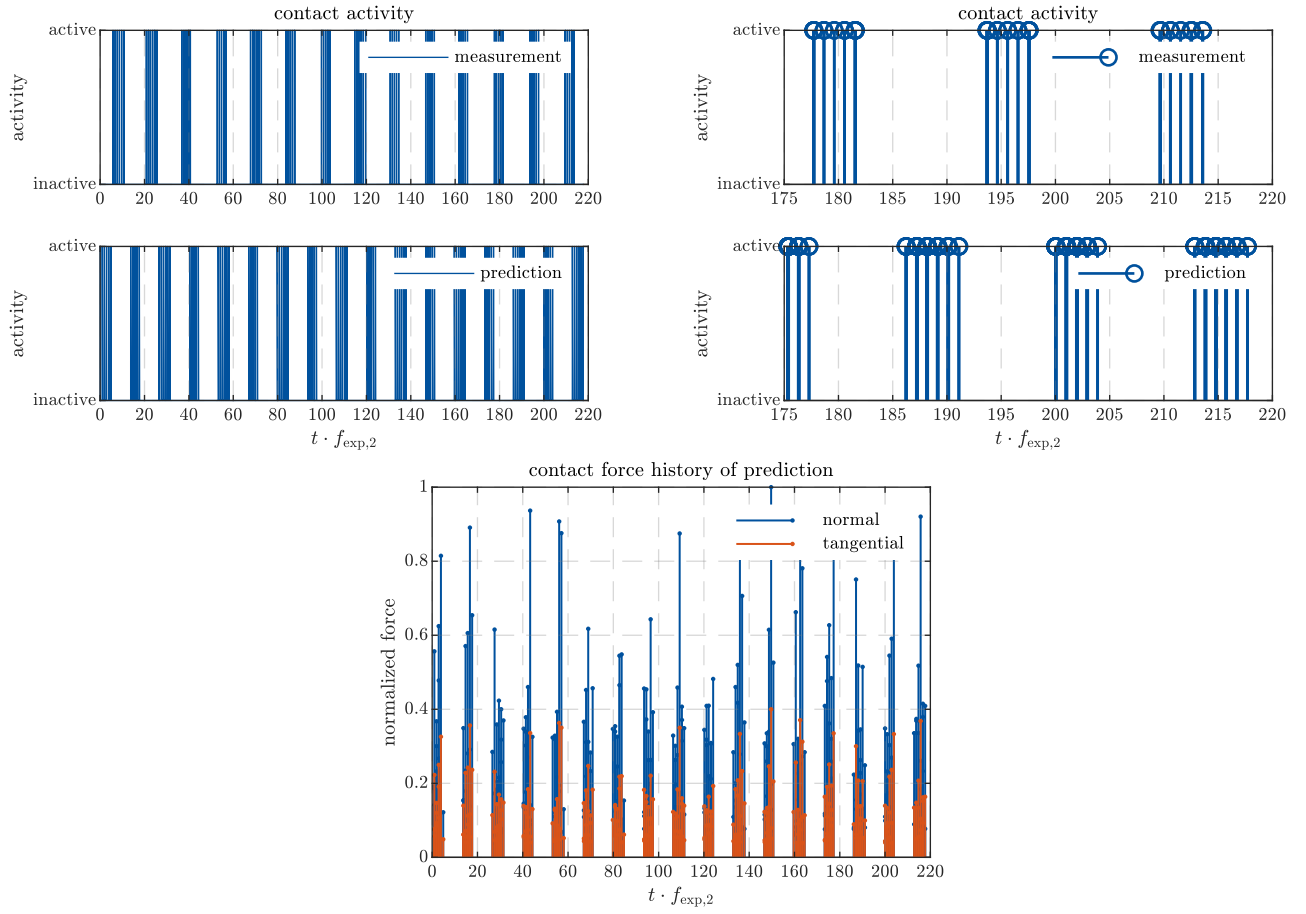 contact activity
active
activity
measurement
inactive
0 20 40 60 80 100 120 140 160 180 200 220
contact activity
active
activity
measurement
inactive
175 180 185 190 195 200 205 210 215 220
active
activity
prediction
inactive
0 20 40 60 80 100 120 140 160 180 200 220
t · f_exp,2
active
activity
prediction
inactive
175 180 185 190 195 200 205 210 215 220
t · f_exp,2
contact force history of prediction
1
0.8
0.6
0.4
0.2
0
normalized force
normal
tangential
0 20 40 60 80 100 120 140 160 180 200 220
t · f_exp,2